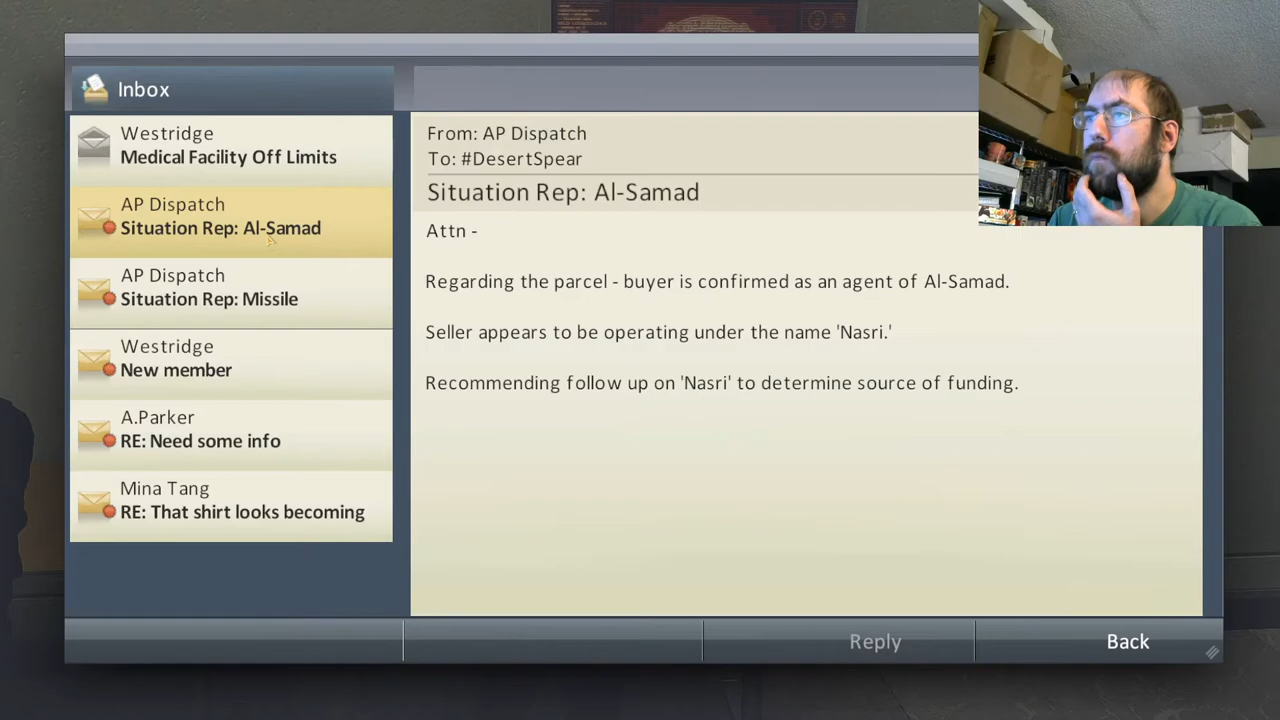 Inbox
Westridge
Medical Facility Off Limits
AP Dispatch
Situation Rep: Al-Samad
AP Dispatch
Situation Rep: Missile
Westridge
New member
A.Parker
RE: Need some info
Mina Tang
RE: That shirt looks becoming
From: AP Dispatch
To: #DesertSpear
Situation Rep: Al-Samad
Attn -
Regarding the parcel - buyer is confirmed as an agent of Al-Samad.
Seller appears to be operating under the name 'Nasri.'
Recommending follow up on 'Nasri' to determine source of funding.
Reply
Back